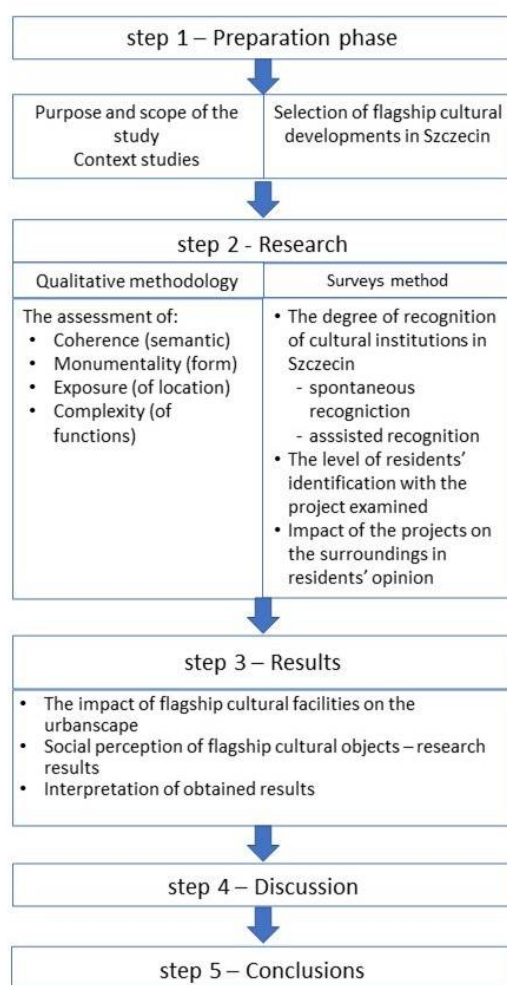 step 1 – Preparation phase
Purpose and scope of the
study
Context studies
Selection of flagship cultural
developments in Szczecin
step 2 - Research
Qualitative methodology
The assessment of:
• Coherence (semantic)
• Monumentality (form)
• Exposure (of location)
• Complexity (of
functions)
Surveys method
• The degree of recognition
of cultural institutions in
Szczecin
- spontaneous
recogniction
- asssisted recognition
• The level of residents’
identification with the
project examined
• Impact of the projects on
the surroundings in
residents’ opinion
step 3 – Results
• The impact of flagship cultural facilities on the
urbanscape
• Social perception of flagship cultural objects – research
results
• Interpretation of obtained results
step 4 – Discussion
step 5 – Conclusions